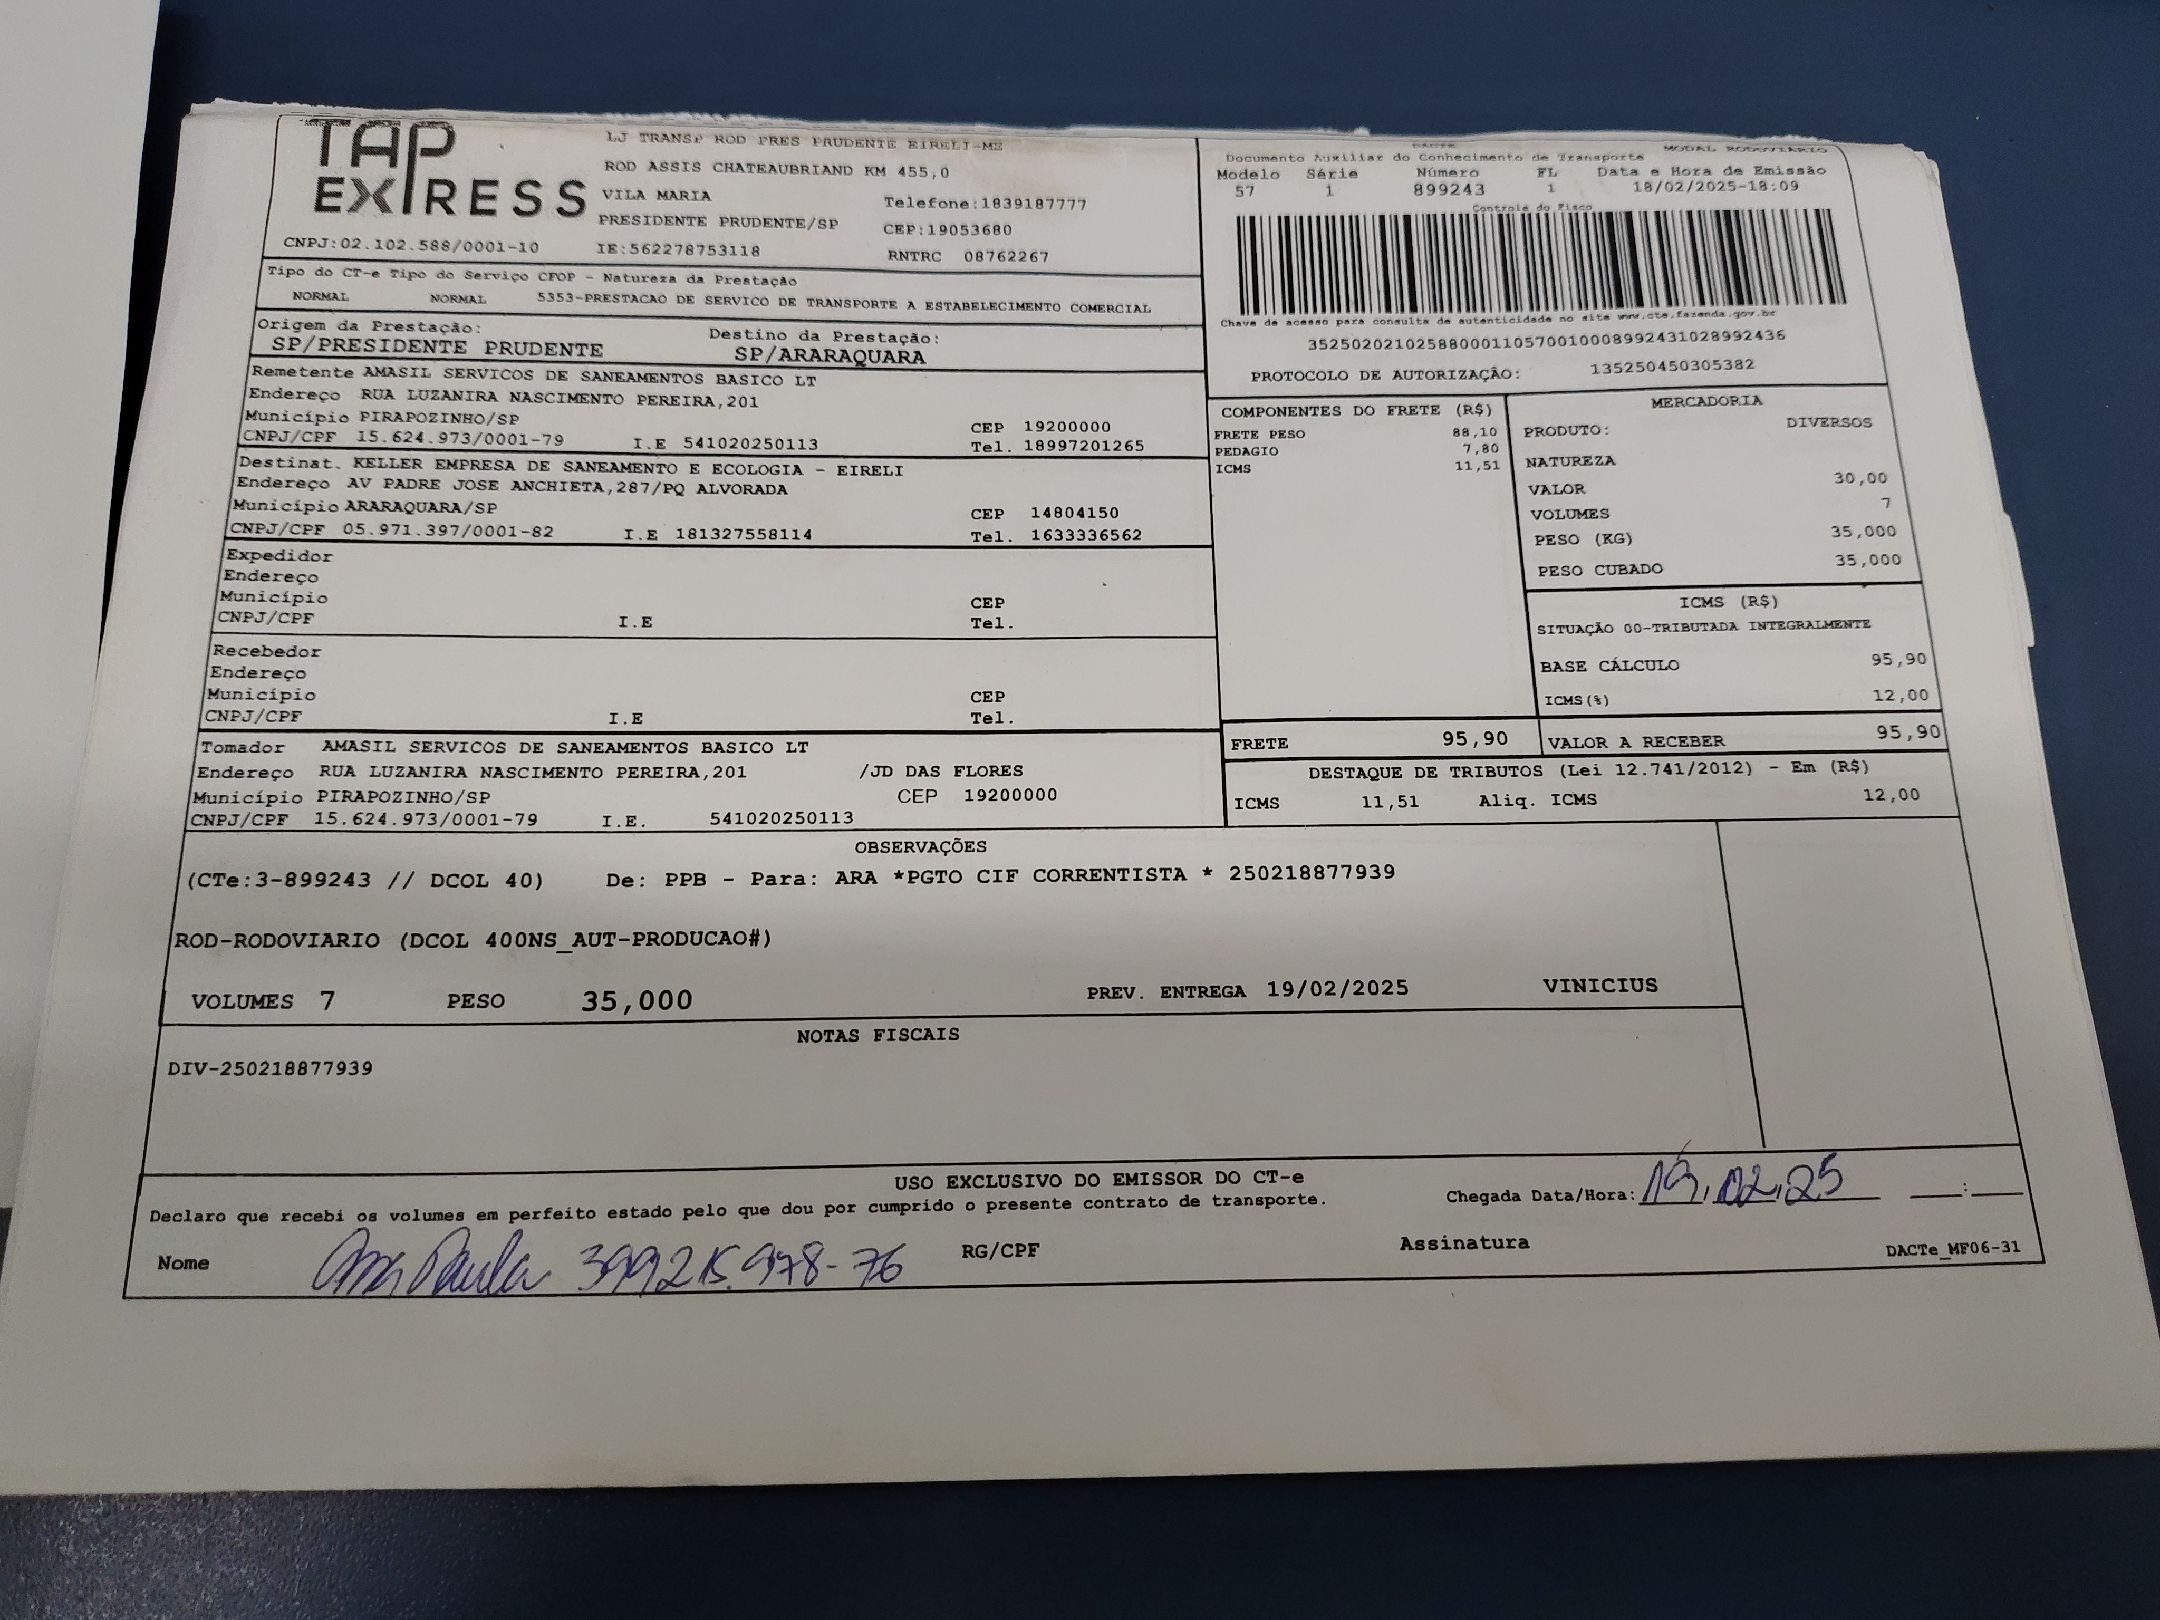 TAP EXPRESS
LJ TRANSP ROD PRES PRUDENTE EIRELI-ME
ROD ASSIS CHATEAUBRIAND KM 455,0
VILA MARIA
Telefone:1839187777
PRESIDENTE PRUDENTE/SP
CEP:19053680
CNPJ:02.102.588/0001-10 IE:562278753118
RNTRC 08762267
DACTE MODAL RODOVIARIO
Documento Auxiliar do Conhecimento de Transporte
Modelo Série Número FL Data e Hora de Emissão
57 1 899243 1 18/02/2025-18:09
Controle do Fisco
Chave de acesso para consulta de autenticidade no site www.cte.fazenda.gov.br
35250202102588000110570010008992431028992436
PROTOCOLO DE AUTORIZAÇÃO: 135250450305382
Tipo do CT-e Tipo do Serviço CFOP - Natureza da Prestação
NORMAL NORMAL 5353-PRESTACAO DE SERVICO DE TRANSPORTE A ESTABELECIMENTO COMERCIAL
Origem da Prestação: Destino da Prestação:
SP/PRESIDENTE PRUDENTE SP/ARARAQUARA
Remetente AMASIL SERVICOS DE SANEAMENTOS BASICO LT
Endereço RUA LUZANIRA NASCIMENTO PEREIRA,201
Município PIRAPOZINHO/SP CEP 19200000
CNPJ/CPF 15.624.973/0001-79 I.E 541020250113 Tel. 18997201265
Destinat. KELLER EMPRESA DE SANEAMENTO E ECOLOGIA - EIRELI
Endereço AV PADRE JOSE ANCHIETA,287/PQ ALVORADA
Município ARARAQUARA/SP CEP 14804150
CNPJ/CPF 05.971.397/0001-82 I.E 181327558114 Tel. 1633336562
Expedidor
Endereço
Município CEP
CNPJ/CPF I.E Tel.
Recebedor
Endereço
Município CEP
CNPJ/CPF I.E Tel.
Tomador AMASIL SERVICOS DE SANEAMENTOS BASICO LT
Endereço RUA LUZANIRA NASCIMENTO PEREIRA,201 /JD DAS FLORES
Município PIRAPOZINHO/SP CEP 19200000
CNPJ/CPF 15.624.973/0001-79 I.E. 541020250113
COMPONENTES DO FRETE (R$)
FRETE PESO 88,10
PEDAGIO 7,80
ICMS 11,51
MERCADORIA
PRODUTO: DIVERSOS
NATUREZA
VALOR 30,00
VOLUMES 7
PESO (KG) 35,000
PESO CUBADO 35,000
ICMS (R$)
SITUAÇÃO 00-TRIBUTADA INTEGRALMENTE
BASE CÁLCULO 95,90
ICMS(%) 12,00
FRETE 95,90 VALOR A RECEBER 95,90
DESTAQUE DE TRIBUTOS (Lei 12.741/2012) - Em (R$)
ICMS 11,51 Aliq. ICMS 12,00
OBSERVAÇÕES
(CTe:3-899243 // DCOL 40) De: PPB - Para: ARA *PGTO CIF CORRENTISTA * 250218877939
ROD-RODOVIARIO (DCOL 400NS_AUT-PRODUCAO#)
VOLUMES 7 PESO 35,000 PREV. ENTREGA 19/02/2025 VINICIUS
NOTAS FISCAIS
DIV-250218877939
USO EXCLUSIVO DO EMISSOR DO CT-e
Declaro que recebi os volumes em perfeito estado pelo que dou por cumprido o presente contrato de transporte.
Chegada Data/Hora: 19.02.25 :
Nome Ana Paula 399215.978-76 RG/CPF Assinatura DACTe_MF06-31